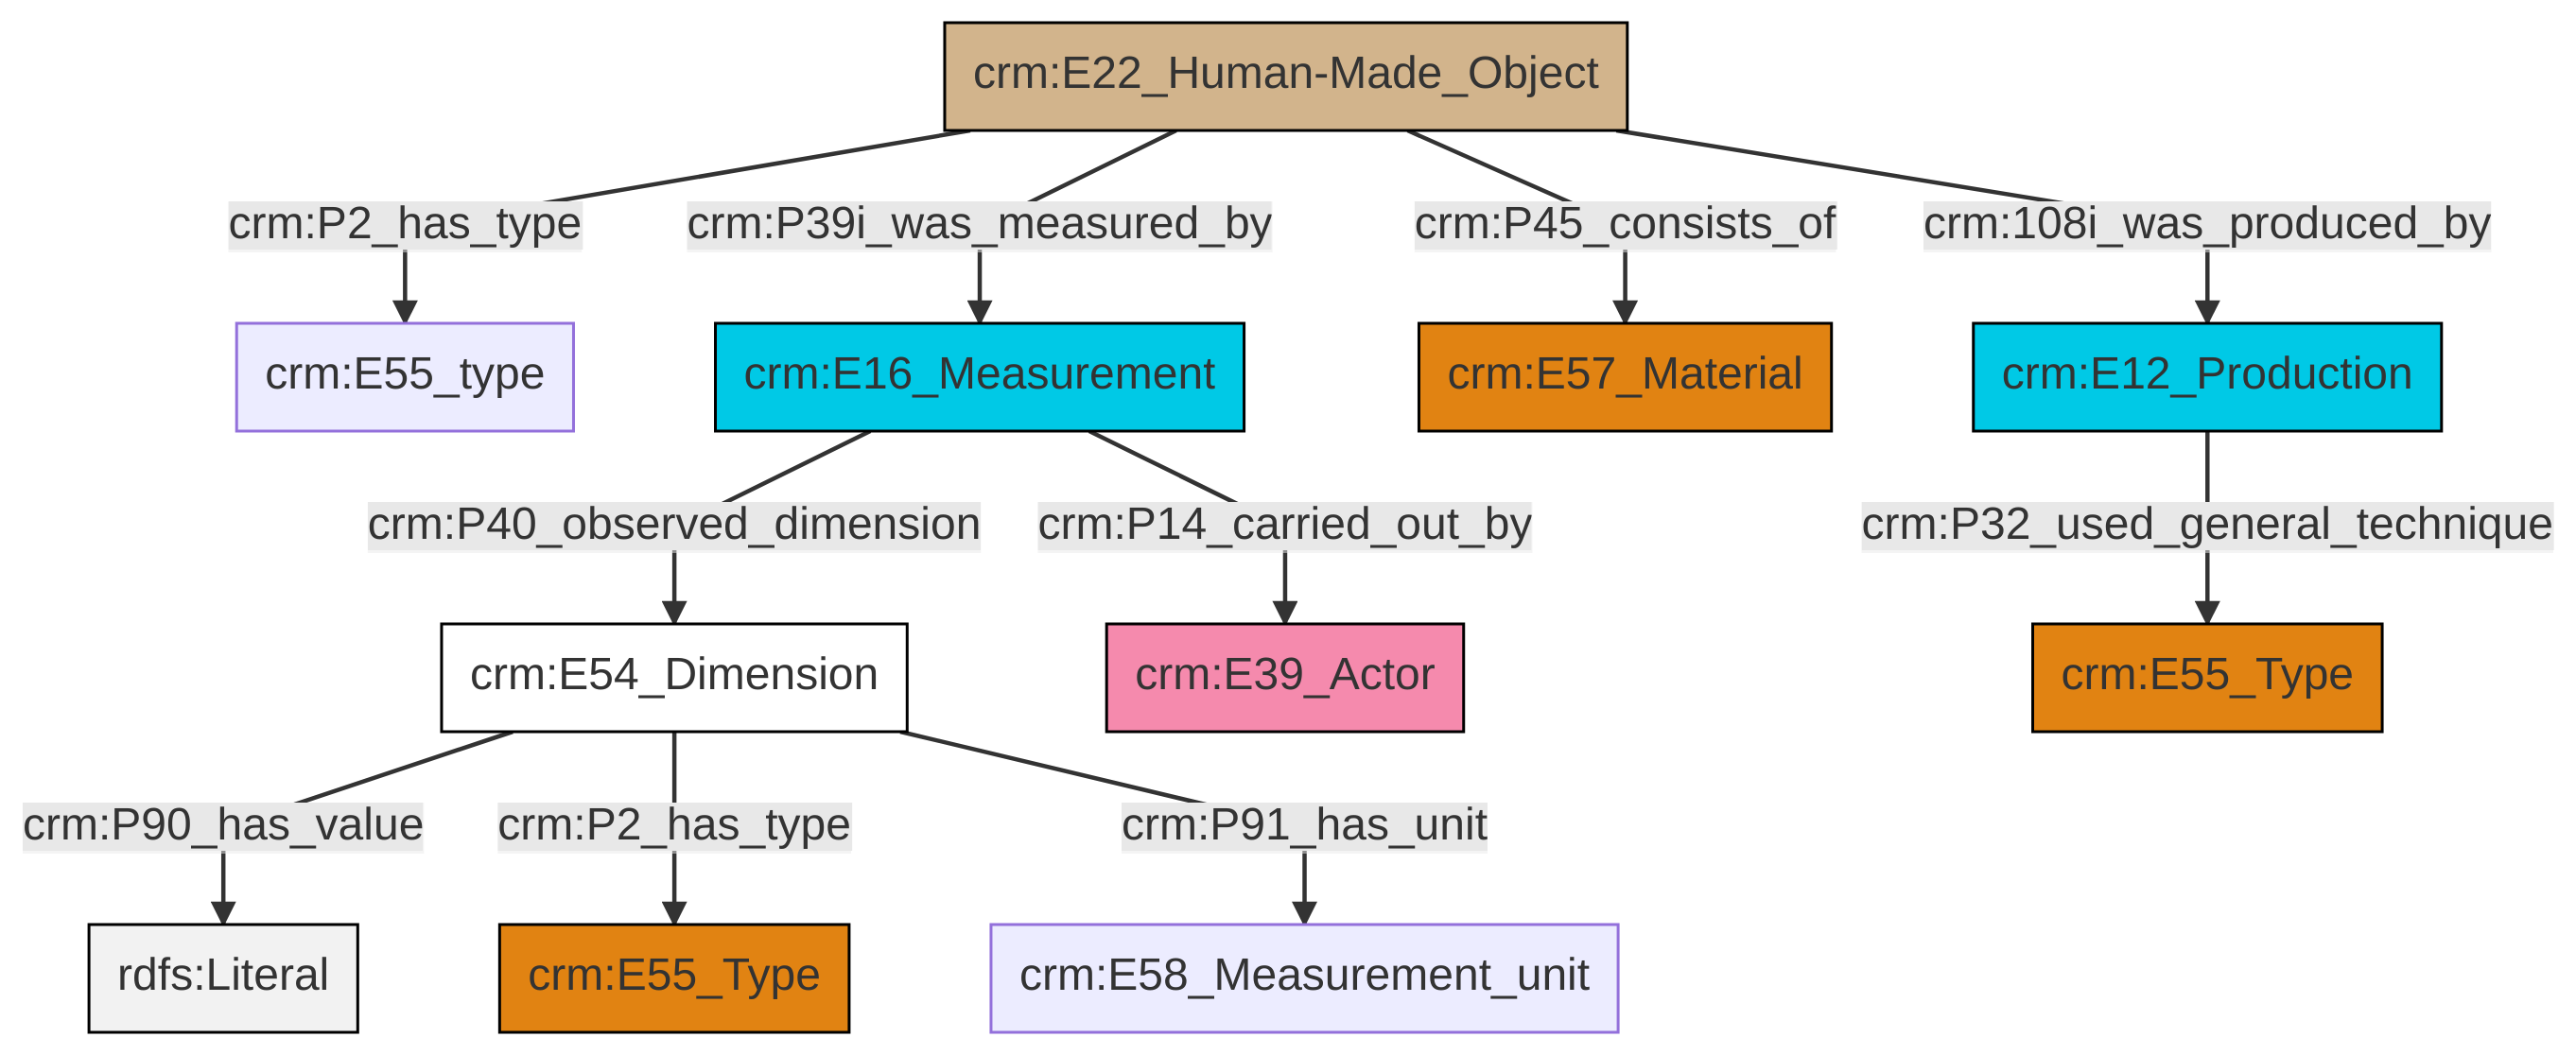 crm:E22_Human-Made_Object
crm:P2_has_type
crm:P39i_was_measured_by
crm:P45_consists_of
crm:108i_was_produced_by
crm:E55_type
crm:E16_Measurement
crm:E57_Material
crm:E12_Production
crm:P40_observed_dimension
crm:P14_carried_out_by
crm:P32_used_general_technique
crm:E54_Dimension
crm:E39_Actor
crm:E55_Type
crm:P90_has_value
crm:P2_has_type
crm:P91_has_unit
rdfs:Literal
crm:E55_Type
crm:E58_Measurement_unit